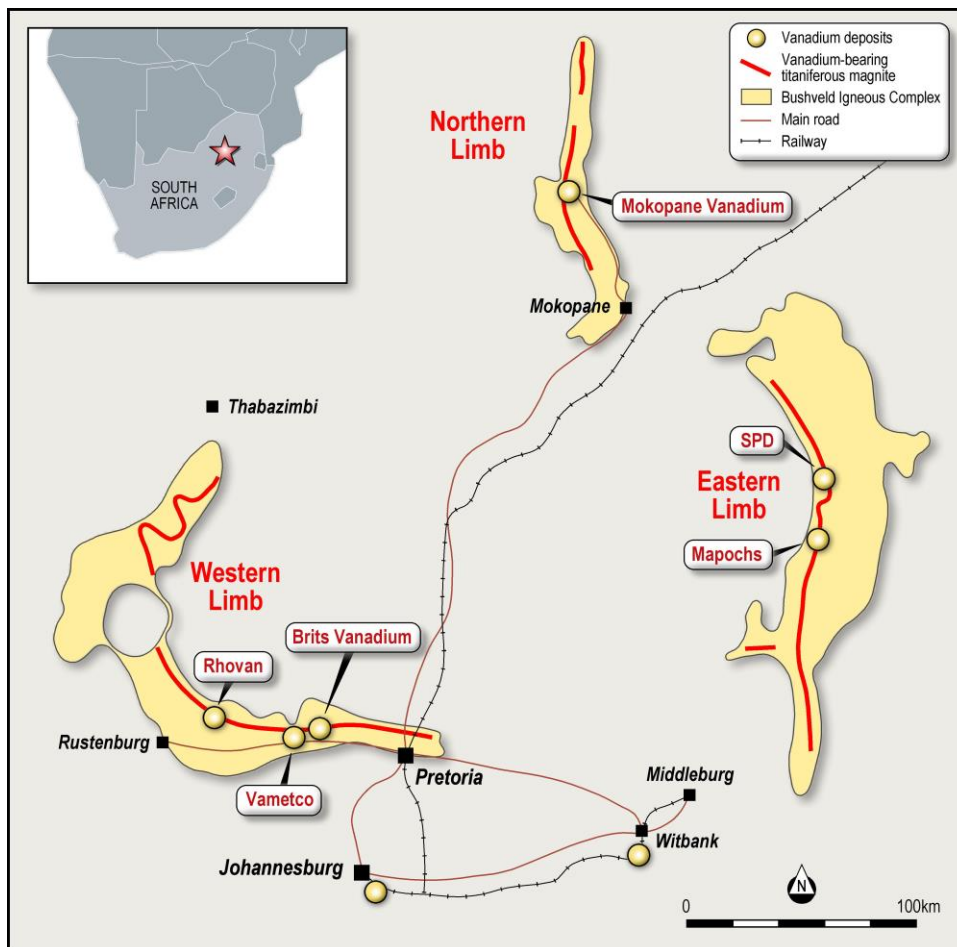 SOUTH
AFRICA
Vanadium deposits
Vanadium-bearing
titaniferous magnite
Bushveld Igneous Complex
Main road
Railway
Northern
Limb
Mokopane Vanadium
Mokopane
Thabazimbi
SPD
Eastern
Limb
Mapochs
Western
Limb
Brits Vanadium
Rhovan
Rustenburg
Vametco
Pretoria
Middleburg
Witbank
Johannesburg
N
0
100km